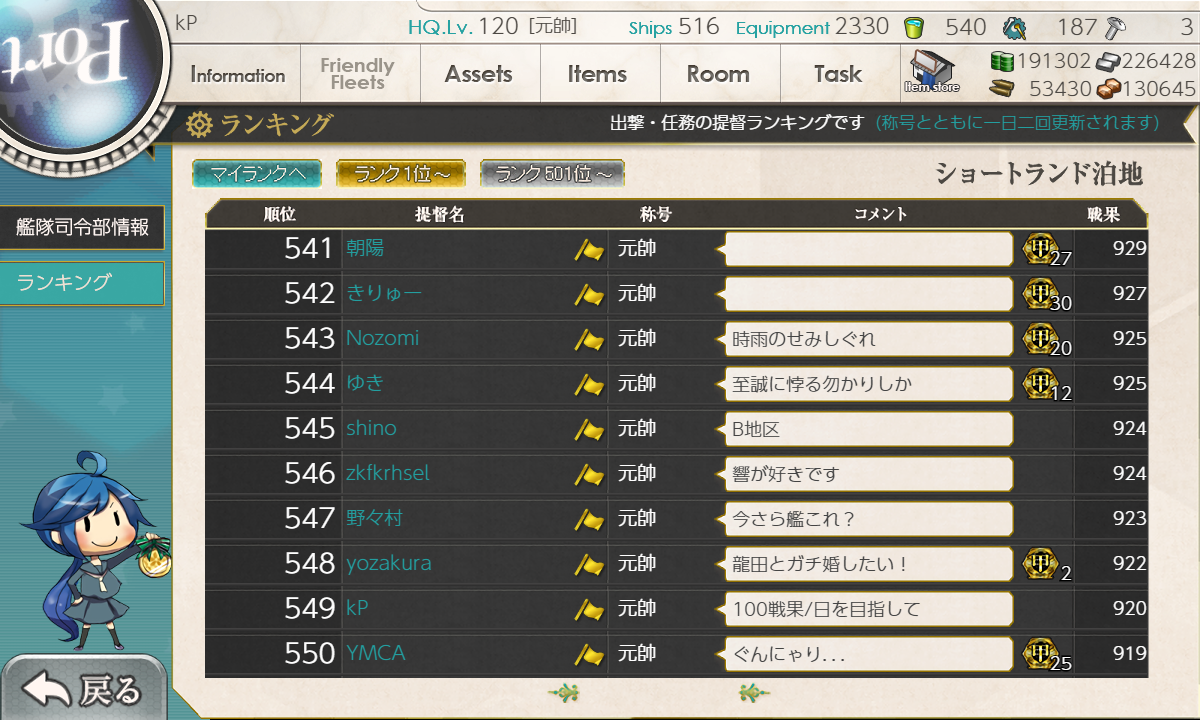 Port
kP
HQ.Lv. 120 [元帥] Ships 516 Equipment 2330 540 187 3
Information Friendly Fleets Assets Items Room Task Item store
191302 226428
53430 130645
ランキング 出撃・任務の提督ランキングです (称号とともに一日二回更新されます)
マイランクへ ランク1位～ ランク501位～ ショートランド泊地
艦隊司令部情報
ランキング
順位 提督名 称号 コメント 戦果
541 朝陽 元帥 甲27 929
542 きりゅー 元帥 甲30 927
543 Nozomi 元帥 時雨のせみしぐれ 甲20 925
544 ゆき 元帥 至誠に悖る勿かりしか 甲12 925
545 shino 元帥 B地区 924
546 zkfkrhsel 元帥 響が好きです 924
547 野々村 元帥 今さら艦これ？ 923
548 yozakura 元帥 龍田とガチ婚したい！ 甲2 922
549 kP 元帥 100戦果/日を目指して 920
550 YMCA 元帥 ぐんにゃり... 甲25 919
戻る